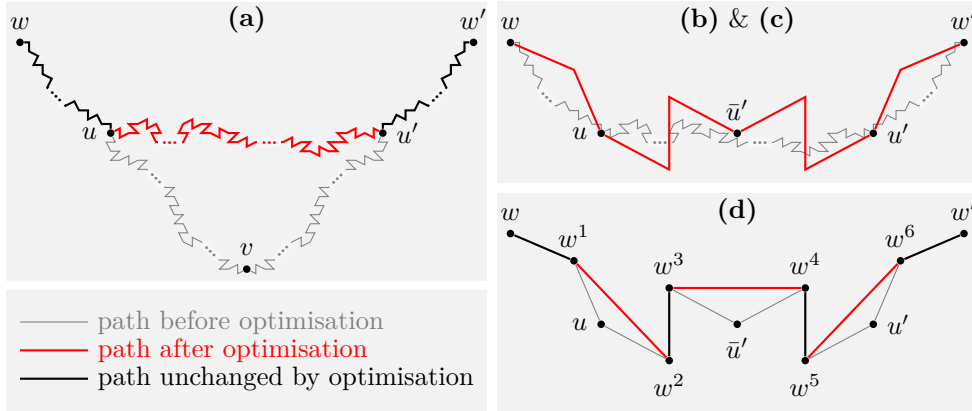 (a)
w
w′
u
u′
v
(b) & (c)
w
w′
u
ū′
u′
(d)
w
w′
w¹
w⁶
w³
w⁴
u
ū′
u′
w²
w⁵
path before optimisation
path after optimisation
path unchanged by optimisation